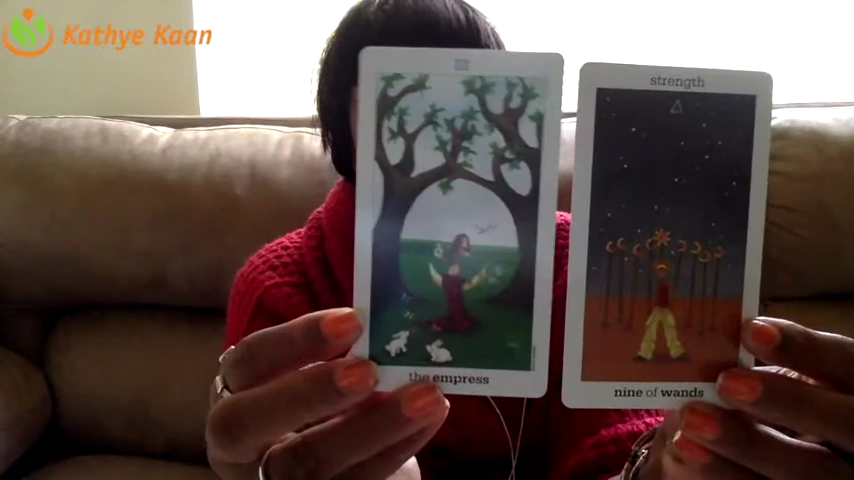 Kathye Kaan
the empress
strength
nine of wands